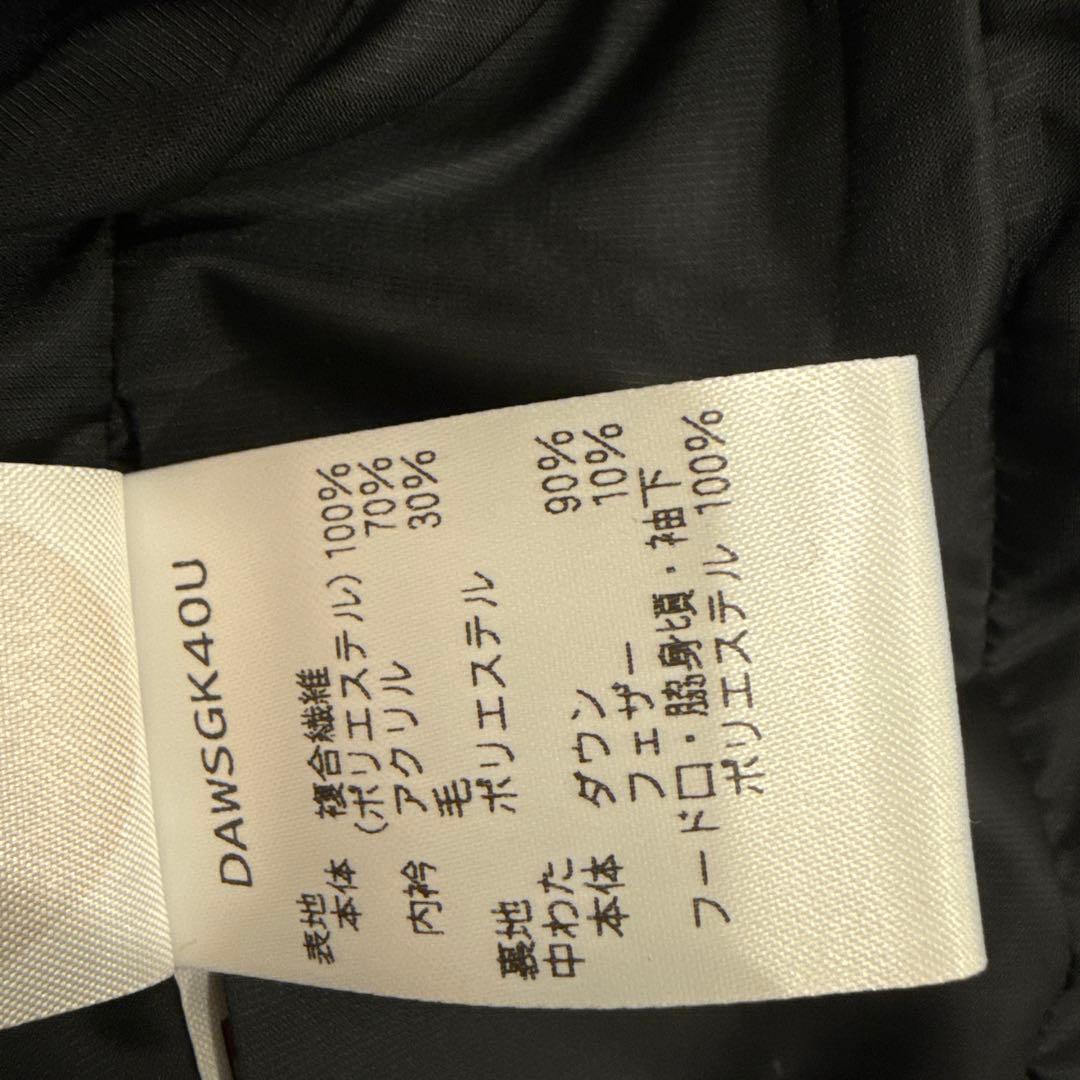 DAWSGK40U
表地
本体 複合繊維
(ポリエステル) 100%
内衿 アクリル 70%
毛 30%
裏地 ポリエステル
中わた
本体 ダウン 90%
フェザー 10%
フード口・脇身頃・袖下
ポリエステル 100%